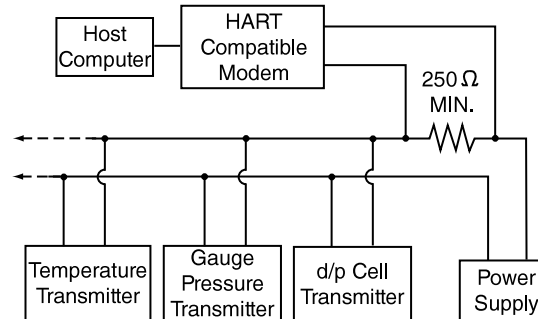 Host
Computer
HART
Compatible
Modem
250 Ω
MIN.
Temperature
Transmitter
Gauge
Pressure
Transmitter
d/p Cell
Transmitter
Power
Supply